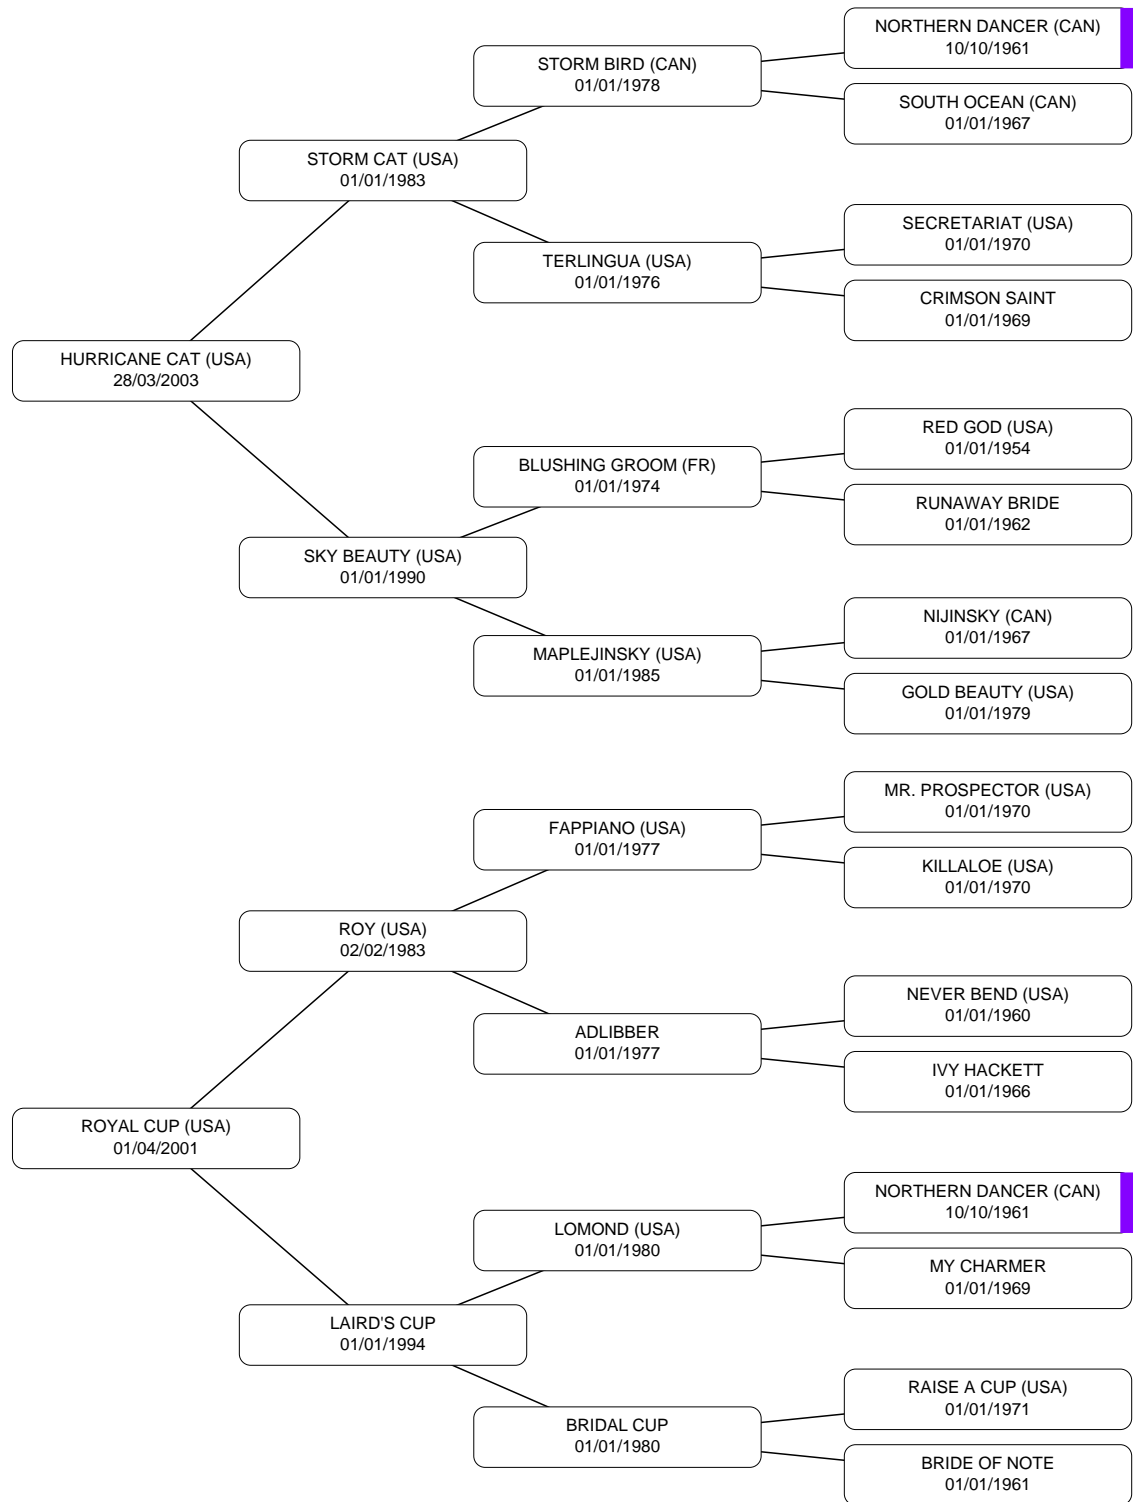 NORTHERN DANCER (CAN)
10/10/1961
STORM BIRD (CAN)
01/01/1978
SOUTH OCEAN (CAN)
01/01/1967
STORM CAT (USA)
01/01/1983
SECRETARIAT (USA)
01/01/1970
TERLINGUA (USA)
01/01/1976
CRIMSON SAINT
01/01/1969
HURRICANE CAT (USA)
28/03/2003
RED GOD (USA)
01/01/1954
BLUSHING GROOM (FR)
01/01/1974
RUNAWAY BRIDE
01/01/1962
SKY BEAUTY (USA)
01/01/1990
NIJINSKY (CAN)
01/01/1967
MAPLEJINSKY (USA)
01/01/1985
GOLD BEAUTY (USA)
01/01/1979
MR. PROSPECTOR (USA)
01/01/1970
FAPPIANO (USA)
01/01/1977
KILLALOE (USA)
01/01/1970
ROY (USA)
02/02/1983
NEVER BEND (USA)
01/01/1960
ADLIBBER
01/01/1977
IVY HACKETT
01/01/1966
ROYAL CUP (USA)
01/04/2001
NORTHERN DANCER (CAN)
10/10/1961
LOMOND (USA)
01/01/1980
MY CHARMER
01/01/1969
LAIRD'S CUP
01/01/1994
RAISE A CUP (USA)
01/01/1971
BRIDAL CUP
01/01/1980
BRIDE OF NOTE
01/01/1961